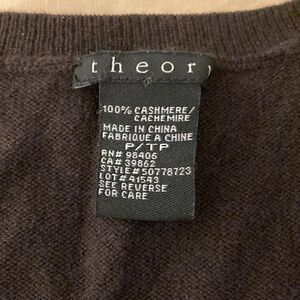 theor
100% CASHMERE/
CACHEMIRE
MADE IN CHINA
FABRIQUE A CHINE
P/TP
RN# 98406
CA# 39862
STYLE# 50778723
LOT# 41543
SEE REVERSE
FOR CARE